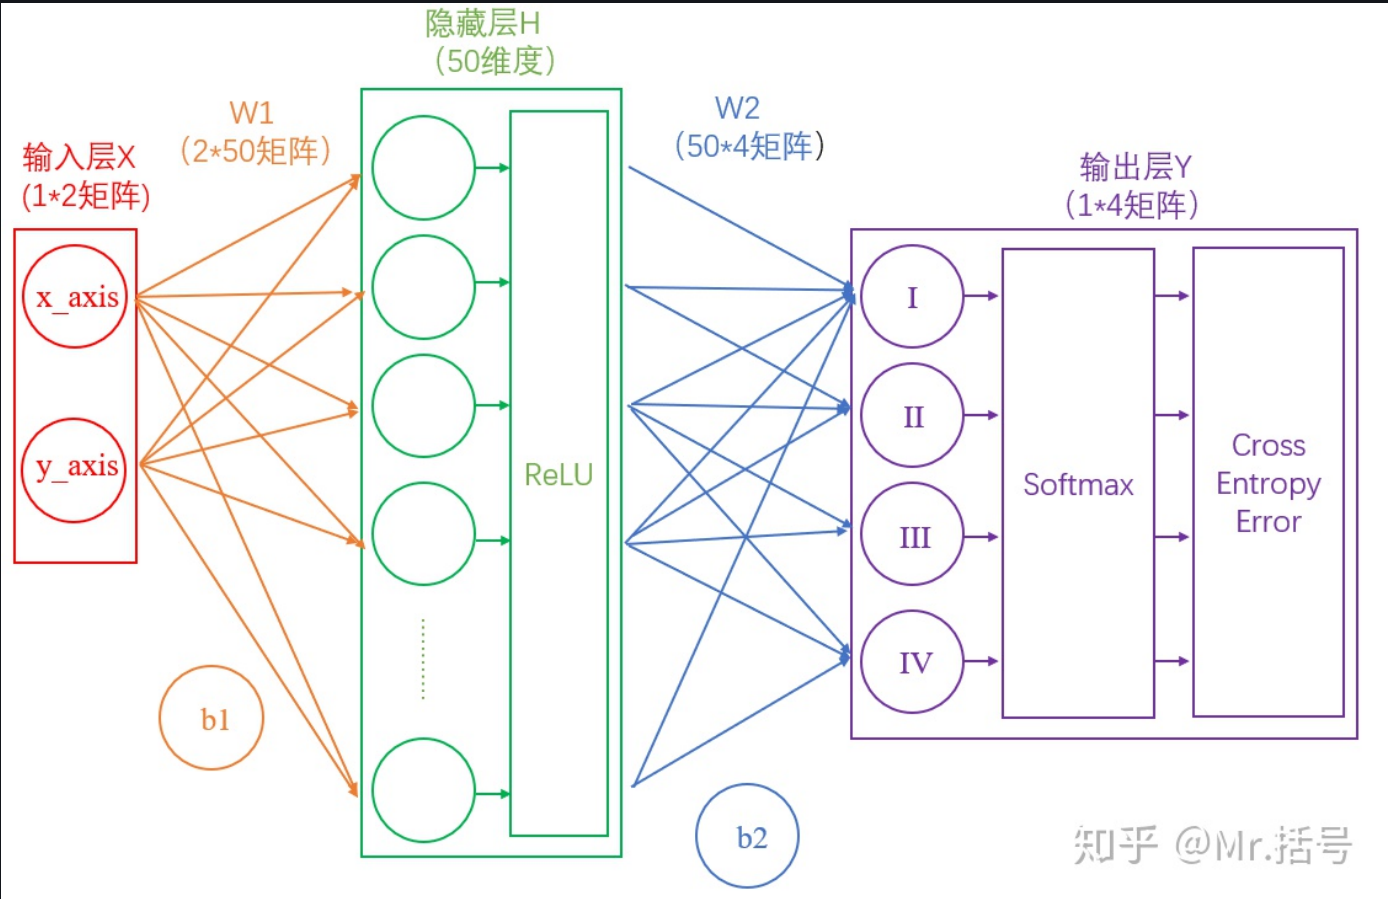 隐藏层H
（50维度）
W1
（2*50矩阵）
W2
（50*4矩阵）
输入层X
(1*2矩阵)
输出层Y
（1*4矩阵）
x_axis
y_axis
ReLU
I
II
III
IV
Softmax
Cross
Entropy
Error
b1
b2
知乎 @Mr.括号